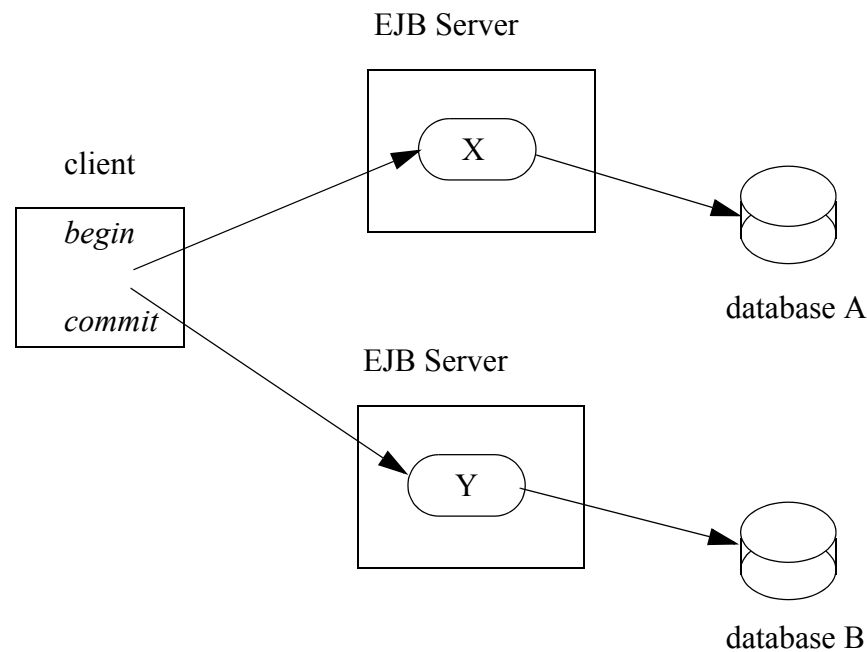 EJB Server
X
client
begin
commit
database A
EJB Server
Y
database B